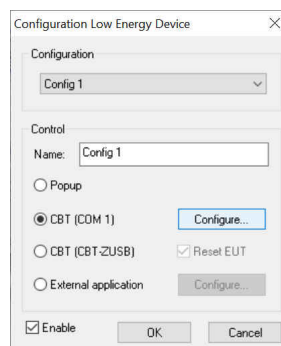 Configuration Low Energy Device
Configuration
Config 1
Control
Name: Config 1
Popup
CBT (COM 1) Configure...
CBT (CBT-ZUSB) Reset EUT
External application Configure...
Enable OK Cancel